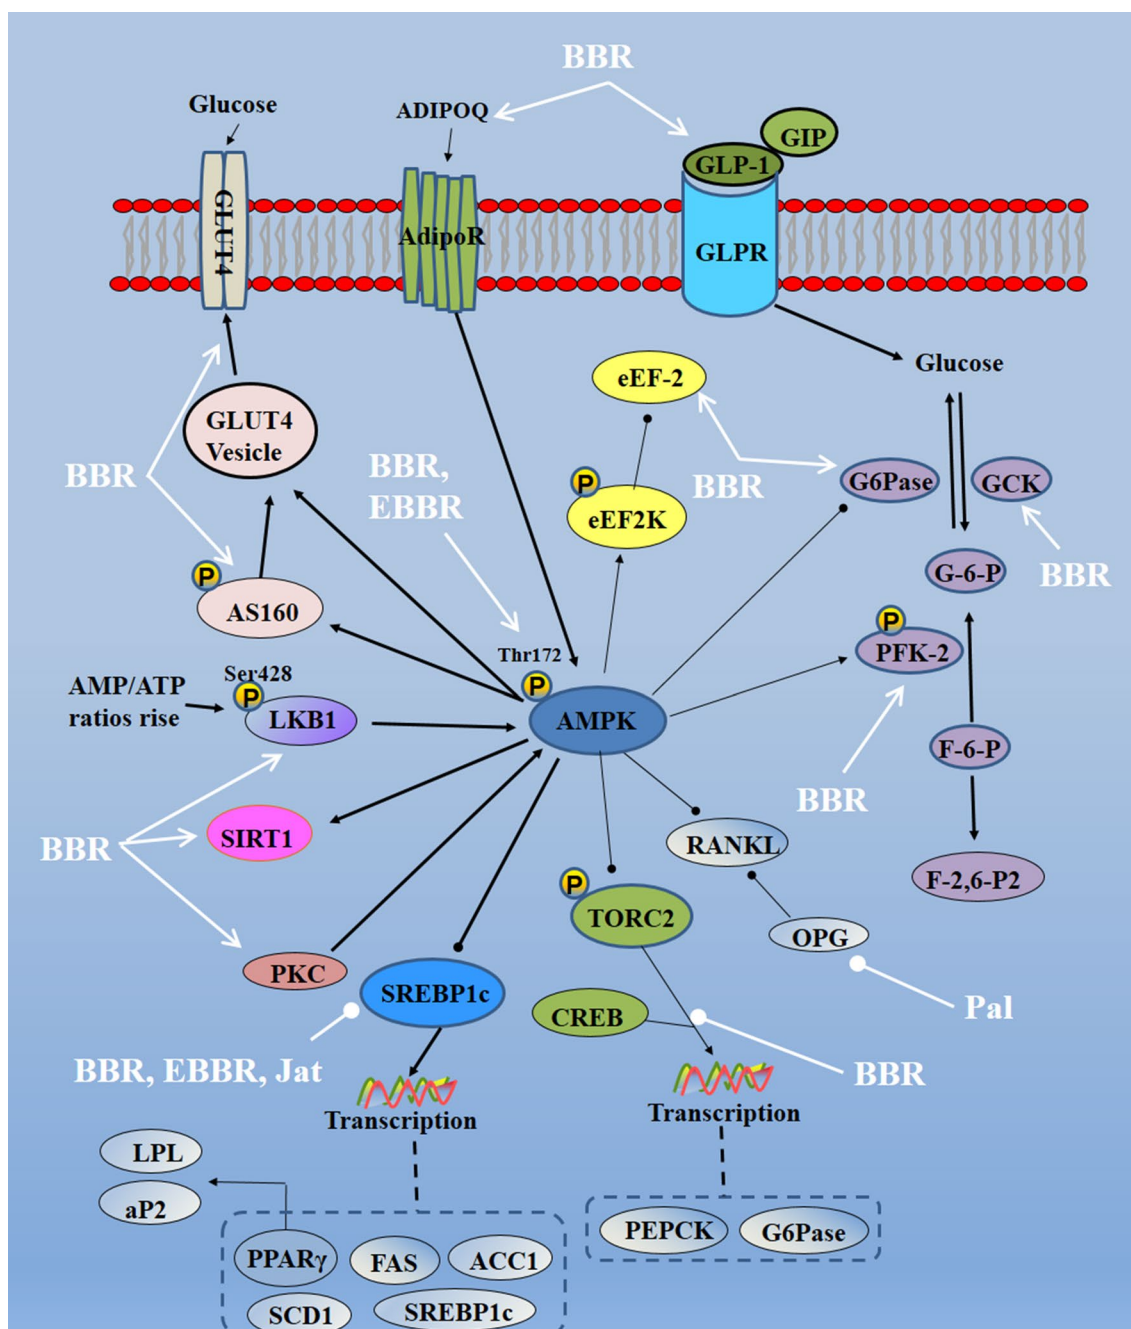 BBR
Glucose
ADIPOQ
GIP
GLP-1
GLUT4
AdipoR
GLPR
Glucose
eEF-2
GLUT4
Vesicle
BBR
BBR,
EBBR
BBR
G6Pase
GCK
P
eEF2K
P
AS160
G-6-P
BBR
P
PFK-2
Thr172
P
AMPK
Ser428
AMP/ATP
ratios rise
P
LKB1
F-6-P
BBR
SIRT1
BBR
RANKL
P
TORC2
F-2,6-P2
OPG
PKC
SREBP1c
CREB
Pal
BBR, EBBR, Jat
BBR
Transcription
Transcription
LPL
aP2
PEPCK
G6Pase
PPARγ
FAS
ACC1
SCD1
SREBP1c